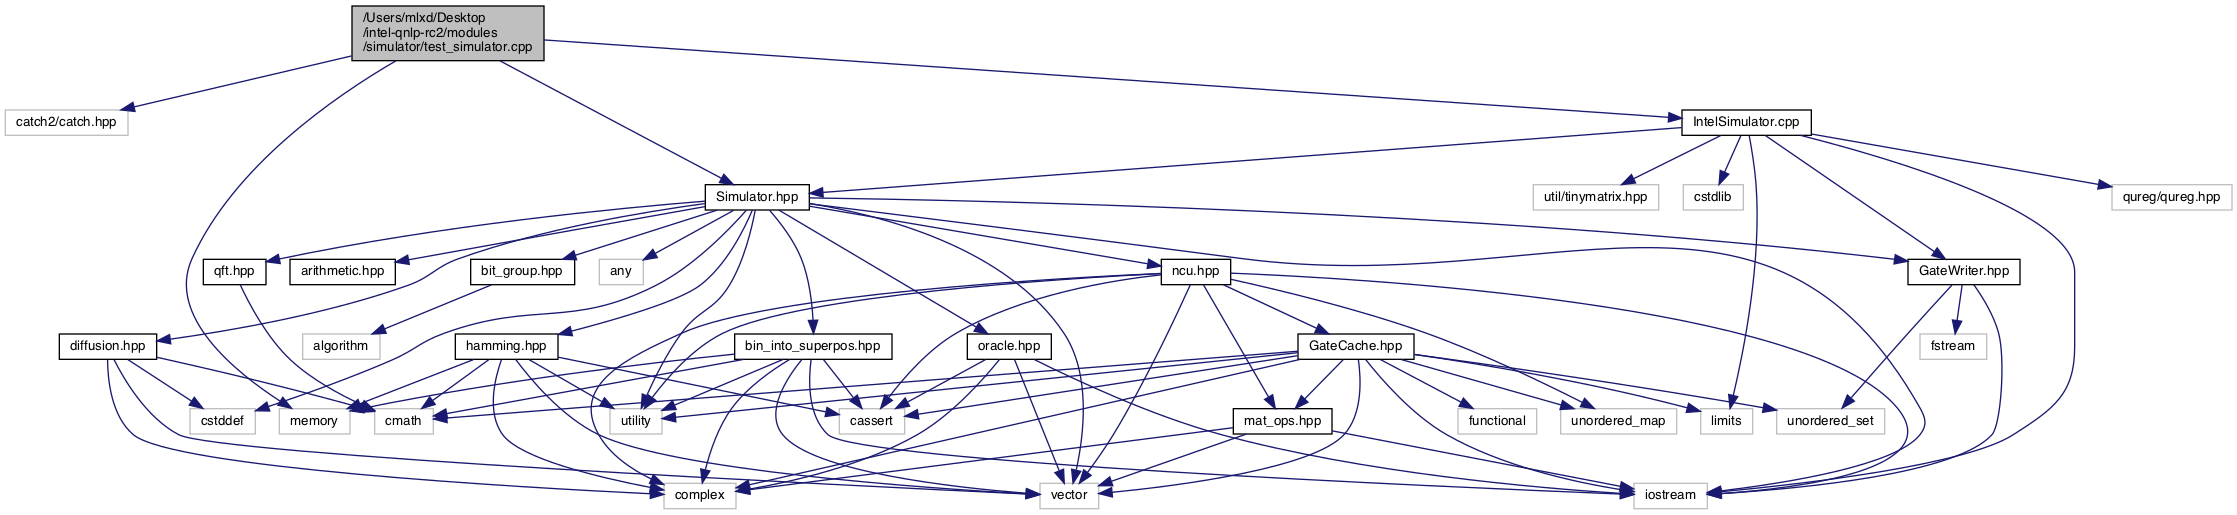 /Users/mlxd/Desktop
/intel-qnlp-rc2/modules
/simulator/test_simulator.cpp
catch2/catch.hpp
IntelSimulator.cpp
Simulator.hpp
util/tinymatrix.hpp
cstdlib
qureg/qureg.hpp
qft.hpp
arithmetic.hpp
bit_group.hpp
any
ncu.hpp
GateWriter.hpp
diffusion.hpp
algorithm
hamming.hpp
bin_into_superpos.hpp
oracle.hpp
GateCache.hpp
fstream
cstddef
memory
cmath
utility
cassert
mat_ops.hpp
functional
unordered_map
limits
unordered_set
complex
vector
iostream